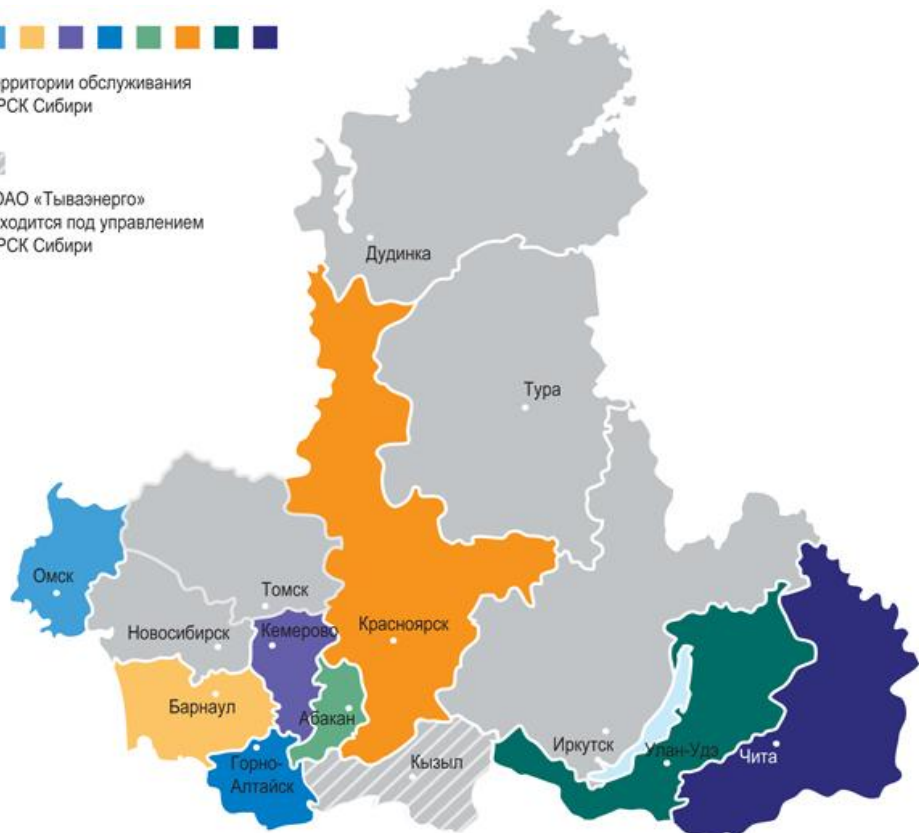 рритории обслуживания
РСК Сибири
ОАО «Тываэнерго»
ходится под управлением
РСК Сибири
Дудинка
Тура
Омск
Томск
Новосибирск
Кемерово
Красноярск
Барнаул
Абакан
Горно-
Алтайск
Кызыл
Иркутск
Улан-Удэ
Чита